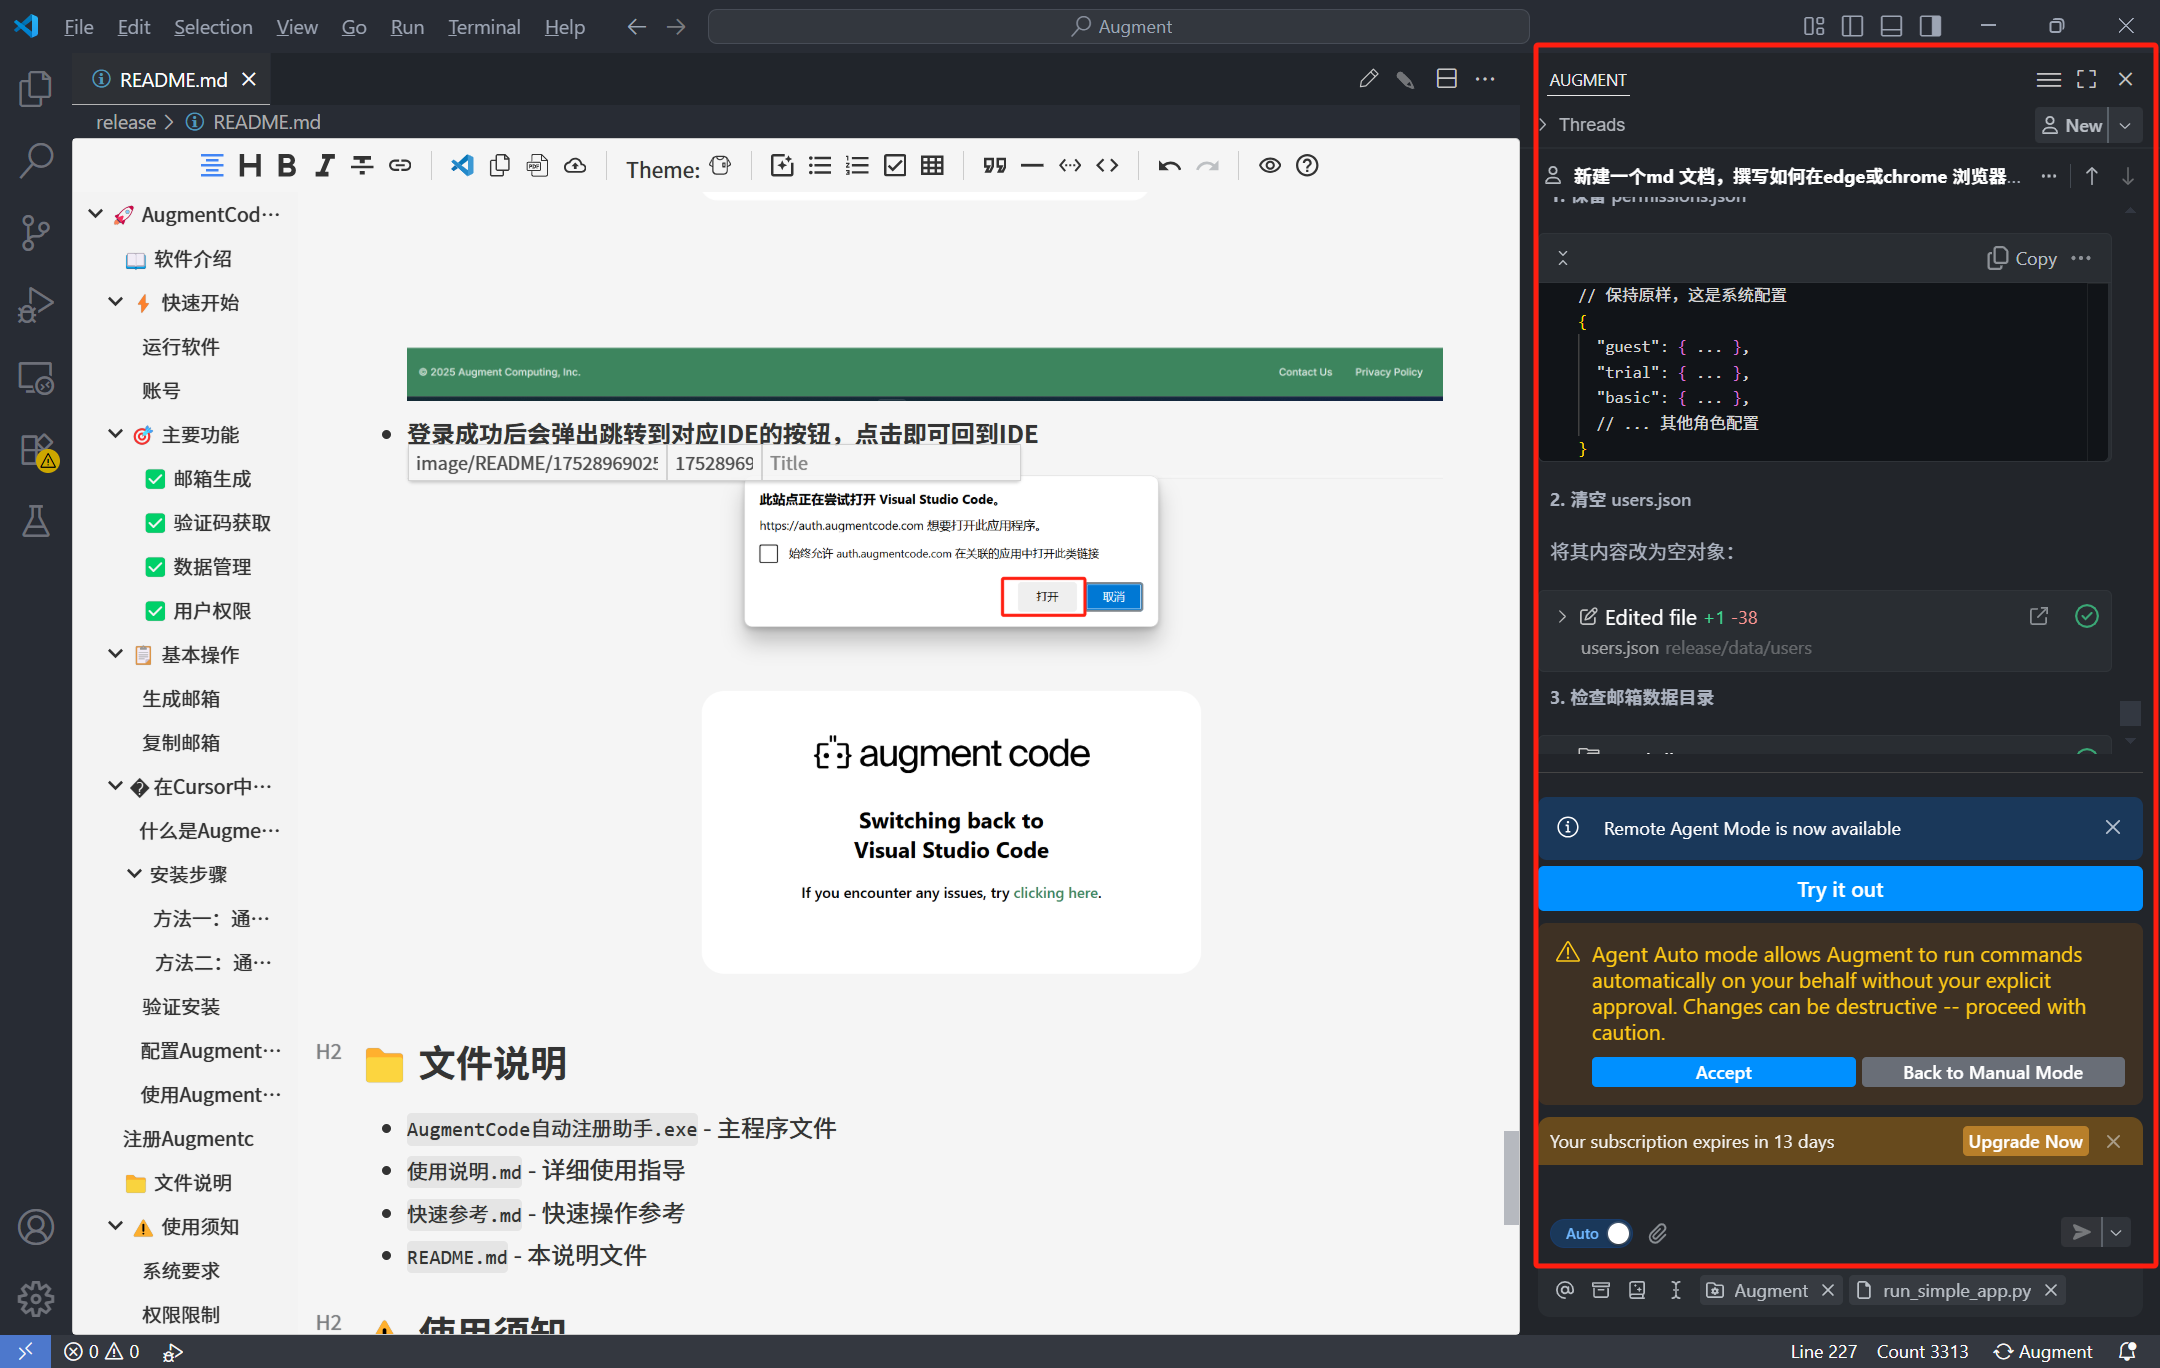 File Edit Selection View Go Run Terminal Help
Augment
README.md
release > README.md
Theme:
AugmentCod···
软件介绍
快速开始
运行软件
账号
主要功能
邮箱生成
验证码获取
数据管理
用户权限
基本操作
生成邮箱
复制邮箱
在Cursor中···
什么是Augme···
安装步骤
方法一：通···
方法二：通···
验证安装
配置Augment···
使用Augment···
注册Augmentc
文件说明
使用须知
系统要求
权限限制
© 2025 Augment Computing, Inc. Contact Us Privacy Policy
登录成功后会弹出跳转到对应IDE的按钮，点击即可回到IDE
image/README/17528969025 17528969 Title
此站点正在尝试打开 Visual Studio Code。
https://auth.augmentcode.com 想要打开此应用程序。
始终允许 auth.augmentcode.com 在关联的应用中打开此类链接
打开 取消
augment code
Switching back to
Visual Studio Code
If you encounter any issues, try clicking here.
H2 文件说明
AugmentCode自动注册助手.exe - 主程序文件
使用说明.md - 详细使用指导
快速参考.md - 快速操作参考
README.md - 本说明文件
H2 使用须知
AUGMENT
Threads
New
新建一个md 文档，撰写如何在edge或chrome 浏览器...
1. 保留 permissions.json
Copy
// 保持原样，这是系统配置
{
"guest": { ... },
"trial": { ... },
"basic": { ... },
// ... 其他角色配置
}
2. 清空 users.json
将其内容改为空对象：
Edited file +1 -38
users.json release/data/users
3. 检查邮箱数据目录
Remote Agent Mode is now available
Try it out
Agent Auto mode allows Augment to run commands
automatically on your behalf without your explicit
approval. Changes can be destructive -- proceed with
caution.
Accept Back to Manual Mode
Your subscription expires in 13 days Upgrade Now
Auto
Augment run_simple_app.py
0 0
Line 227 Count 3313 Augment